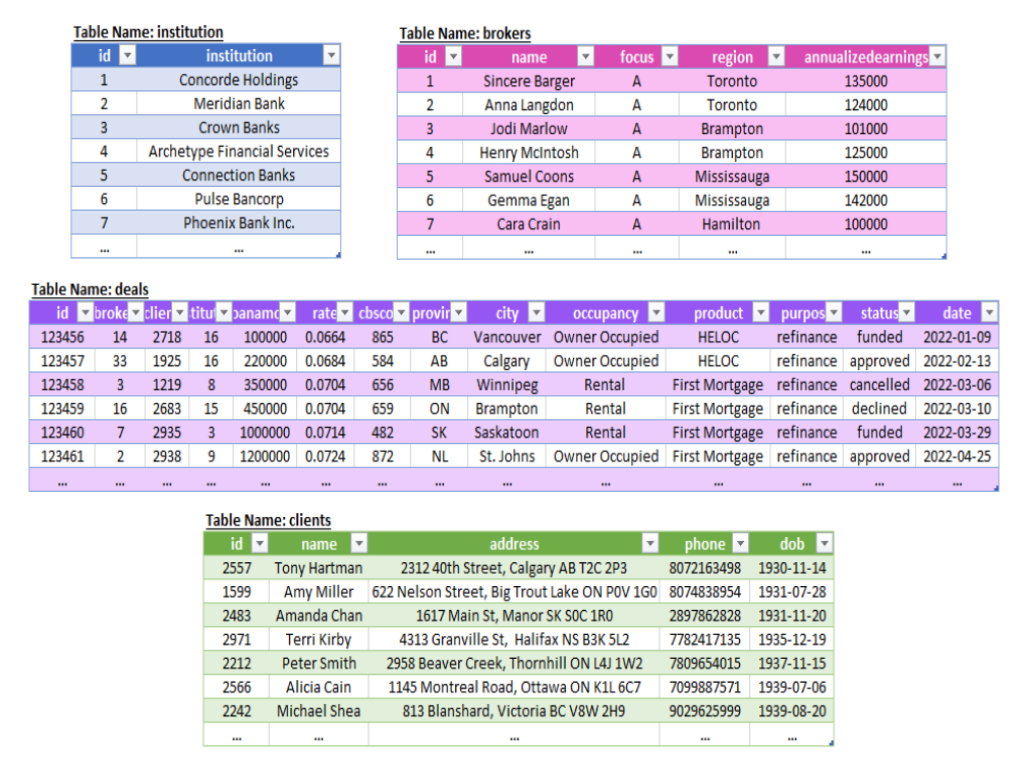 Table Name: institution
id institution
1 Concorde Holdings
2 Meridian Bank
3 Crown Banks
4 Archetype Financial Services
5 Connection Banks
6 Pulse Bancorp
7 Phoenix Bank Inc.
... ...
Table Name: brokers
id name focus region annualizedearnings
1 Sincere Barger A Toronto 135000
2 Anna Langdon A Toronto 124000
3 Jodi Marlow A Brampton 101000
4 Henry McIntosh A Brampton 125000
5 Samuel Coons A Mississauga 150000
6 Gemma Egan A Mississauga 142000
7 Cara Crain A Hamilton 100000
... ... ... ... ...
Table Name: deals
id broke clier titut oanamo rate cbsco provin city occupancy product purpos status date
123456 14 2718 16 100000 0.0664 865 BC Vancouver Owner Occupied HELOC refinance funded 2022-01-09
123457 33 1925 16 220000 0.0684 584 AB Calgary Owner Occupied HELOC refinance approved 2022-02-13
123458 3 1219 8 350000 0.0704 656 MB Winnipeg Rental First Mortgage refinance cancelled 2022-03-06
123459 16 2683 15 450000 0.0704 659 ON Brampton Rental First Mortgage refinance declined 2022-03-10
123460 7 2935 3 1000000 0.0714 482 SK Saskatoon Rental First Mortgage refinance funded 2022-03-29
123461 2 2938 9 1200000 0.0724 872 NL St. Johns Owner Occupied First Mortgage refinance approved 2022-04-25
... ... ... ... ... ... ... ... ... ... ... ... ... ...
Table Name: clients
id name address phone dob
2557 Tony Hartman 2312 40th Street, Calgary AB T2C 2P3 8072163498 1930-11-14
1599 Amy Miller 622 Nelson Street, Big Trout Lake ON P0V 1G0 8074838954 1931-07-28
2483 Amanda Chan 1617 Main St, Manor SK S0C 1R0 2897862828 1931-11-20
2971 Terri Kirby 4313 Granville St, Halifax NS B3K 5L2 7782417135 1935-12-19
2212 Peter Smith 2958 Beaver Creek, Thornhill ON L4J 1W2 7809654015 1937-11-15
2566 Alicia Cain 1145 Montreal Road, Ottawa ON K1L 6C7 7099887571 1939-07-06
2242 Michael Shea 813 Blanshard, Victoria BC V8W 2H9 9029625999 1939-08-20
... ... ... ... ...